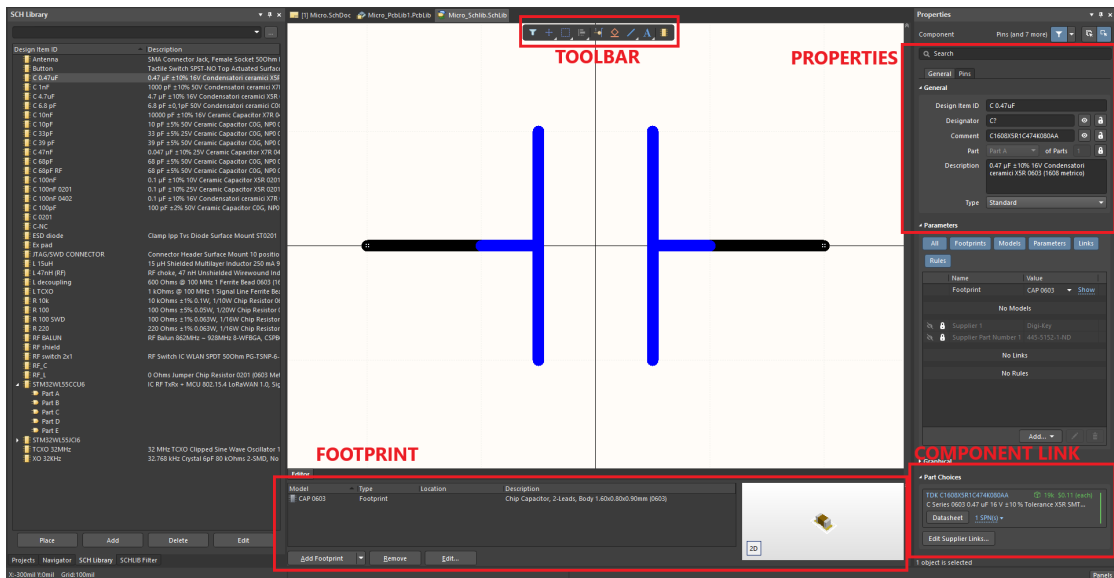 SCH Library
[1] Micro.SchDoc
Micro_PcbLib1.PcbLib
Micro_Schlib.SchLib
Properties
Component
Pins (and 7 more)
...
Design Item ID
Description
Antenna
SMA Connector Jack, Female Socket 50Ohm
Button
Tactile Switch SPST-NO Top Actuated Surfac
C 0.47uF
0.47 µF ±10% 16V Condensatori ceramici X5R
C 1nF
1000 pF ±10% 50V Condensatori ceramici X7
C 4.7uF
4.7 µF ±10% 16V Condensatori ceramici X5R
C 6.8 pF
6.8 pF ±0,1pF 50V Condensatori ceramici C0
C 10nF
10000 pF ±10% 16V Ceramic Capacitor X7R 0
C 10pF
10 pF ±5% 50V Ceramic Capacitor C0G, NP0
C 33pF
33 pF ±5% 25V Ceramic Capacitor C0G, NP0
C 39 pF
39 pF ±5% 50V Ceramic Capacitor C0G, NP0
C 47nF
0.047 µF ±10% 25V Ceramic Capacitor X7R 04
C 68pF
68 pF ±5% 50V Ceramic Capacitor C0G, NP0
C 68pF RF
68 pF ±5% 50V Ceramic Capacitor C0G, NP0
C 100nF
0.1 µF ±10% 10V Ceramic Capacitor X5R 0201
C 100nF 0201
0.1 µF ±10% 25V Ceramic Capacitor X5R 0201
C 100nF 0402
0.1 µF ±10% 16V Ceramic Capacitor X7R
C 100pF
100 pF ±2% 50V Ceramic Capacitor C0G, NP0
C 0201
C-NC
ESD diode
Clamp Ipp Tvs Diode Surface Mount ST0201
Ex pad
JTAG/SWD CONNECTOR
Connector Header Surface Mount 10 positio
L 15uH
15 µH Shielded Multilayer Inductor 250 mA 9
L 47nH (RF)
RF choke, 47 nH Unshielded Wirewound Ind
L decoupling
600 Ohms @ 100 MHz 1 Ferrite Bead 0603 (16
L TCXO
1 kOhms @ 100 MHz 1 Signal Line Ferrite Be
R 10k
10 kOhms ±1% 0.1W, 1/10W Chip Resistor 0
R 100
100 Ohms ±5% 0.05W, 1/20W Chip Resistor
R 100 SWD
100 Ohms ±1% 0.063W, 1/16W Chip Resistor
R 220
220 Ohms ±1% 0.063W, 1/16W Chip Resistor
RF BALUN
RF Balun 862MHz ~ 928MHz 8-WFBGA, CSPB
RF shield
RF switch 2x1
RF Switch IC WLAN SPDT 50Ohm PG-TSNP-6-
RF_C
RF_L
0 Ohms Jumper Chip Resistor 0201 (0603 Met
STM32WL55CCU6
IC RF TxRx + MCU 802.15.4 LoRaWAN 1.0, Sig
Part A
Part B
Part C
Part D
Part E
STM32WL55JCI6
TCXO 32MHz
32 MHz TCXO Clipped Sine Wave Oscillator 1
XO 32KHz
32.768 kHz Crystal 6pF 80 kOhms 2-SMD, No
Place
Add
Delete
Edit
Projects
Navigator
SCH Library
SCHLIB Filter
X:-300mil Y:0mil
Grid:100mil
TOOLBAR
PROPERTIES
FOOTPRINT
Editor
Model
Type
Location
Description
CAP 0603
Footprint
Chip Capacitor, 2-Leads, Body 1.60x0.80x0.90mm (0603)
2D
Add Footprint
Remove
Edit...
Search
General
Pins
General
Design Item ID
C 0.47uF
Designator
C?
Comment
C1608X5R1C474K080AA
Part
Part A
of Parts
1
Description
0.47 µF ±10% 16V Condensatori
ceramici X5R 0603 (1608 metrico)
Type
Standard
Parameters
All
Footprints
Models
Parameters
Links
Rules
Name
Value
Footprint
CAP 0603
Show
No Models
Supplier 1
Digi-Key
Supplier Part Number 1
445-5152-1-ND
No Links
No Rules
Add...
COMPONENT LINK
Graphical
Part Choices
TDK C1608X5R1C474K080AA
19k
$0.11 (each)
C Series 0603 0.47 uF 16 V ±10 % Tolerance X5R SMT...
Datasheet
1 SPN(s)
Edit Supplier Links...
1 object is selected
Panels